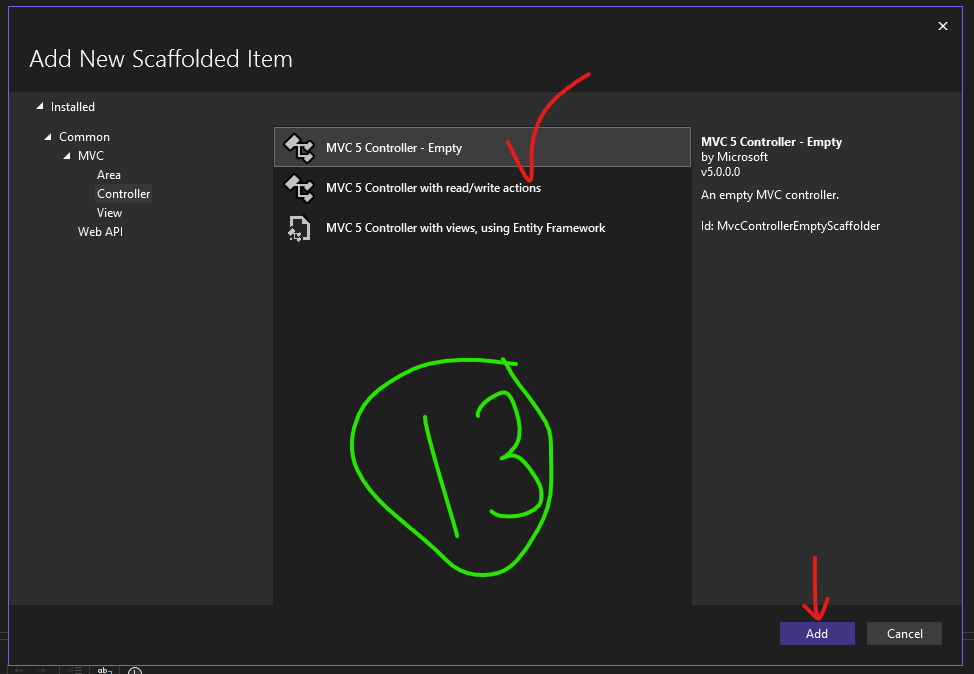 Add New Scaffolded Item
Installed
Common
MVC
Area
Controller
View
Web API
MVC 5 Controller - Empty
MVC 5 Controller with read/write actions
MVC 5 Controller with views, using Entity Framework
13
MVC 5 Controller - Empty
by Microsoft
v5.0.0.0
An empty MVC controller.
Id: MvcControllerEmptyScaffolder
Add
Cancel
ab